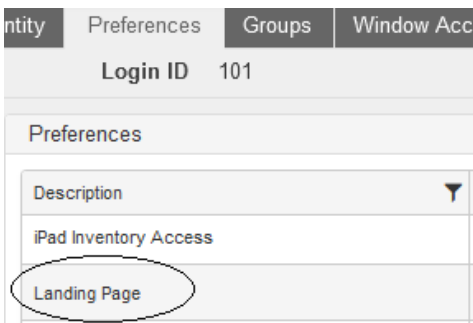 ntity Preferences Groups Window Acc
Login ID 101
Preferences
Description
iPad Inventory Access
Landing Page